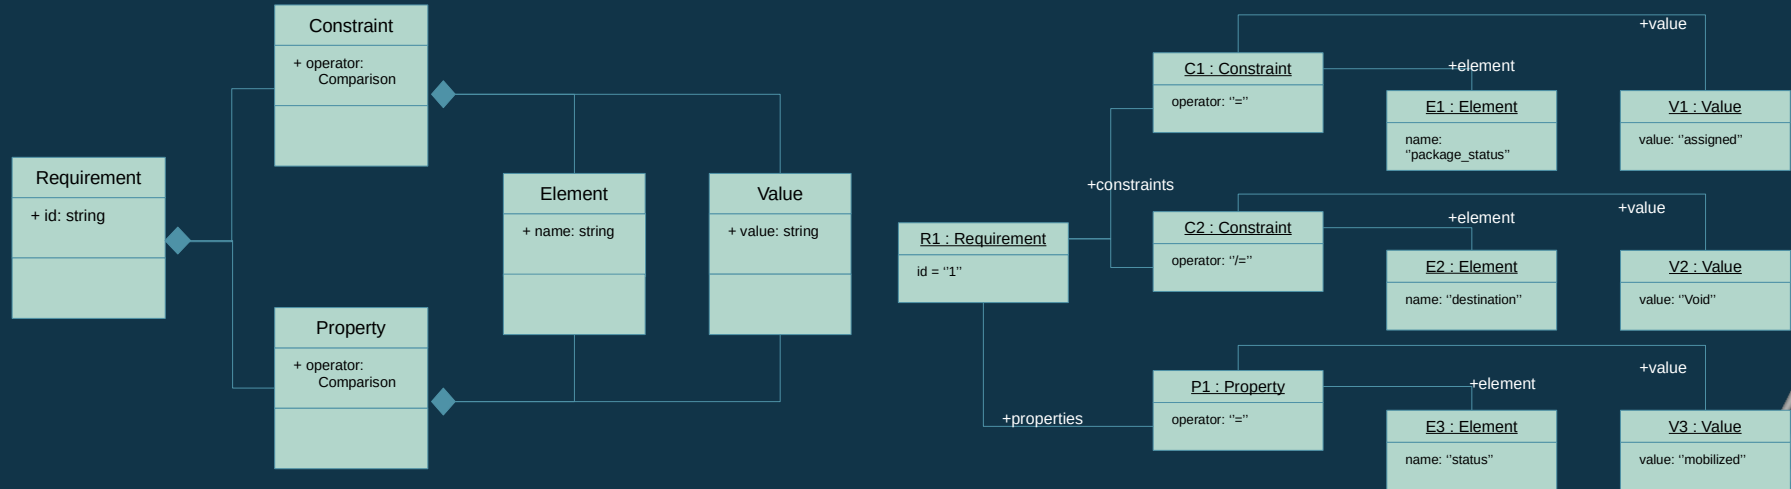 Constraint
+ operator:
Comparison
Requirement
+ id: string
Element
+ name: string
Value
+ value: string
Property
+ operator:
Comparison
+value
C1 : Constraint
operator: ‘’=’’
+element
E1 : Element
name:
‘’package_status’’
V1 : Value
value: ‘’assigned’’
+constraints
R1 : Requirement
id = ‘’1’’
C2 : Constraint
operator: ‘’/=’’
+element
+value
E2 : Element
name: ‘’destination’’
V2 : Value
value: ‘’Void’’
+properties
P1 : Property
operator: ‘’=’’
+element
+value
E3 : Element
name: ‘’status’’
V3 : Value
value: ‘’mobilized’’